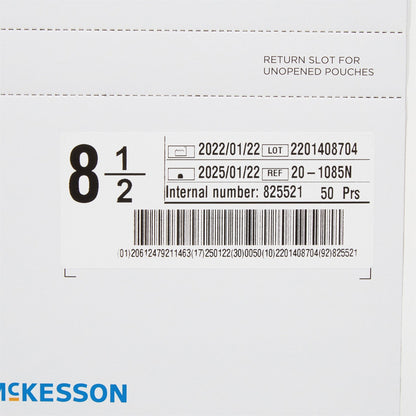 RETURN SLOT FOR
UNOPENED POUCHES
8 1/2
2022/01/22 LOT 2201408704
2025/01/22 REF 20-1085N
Internal number: 825521 50 Prs
(01)20612479211463(17)250122(30)0050(10)2201408704(92)825521
McKESSON